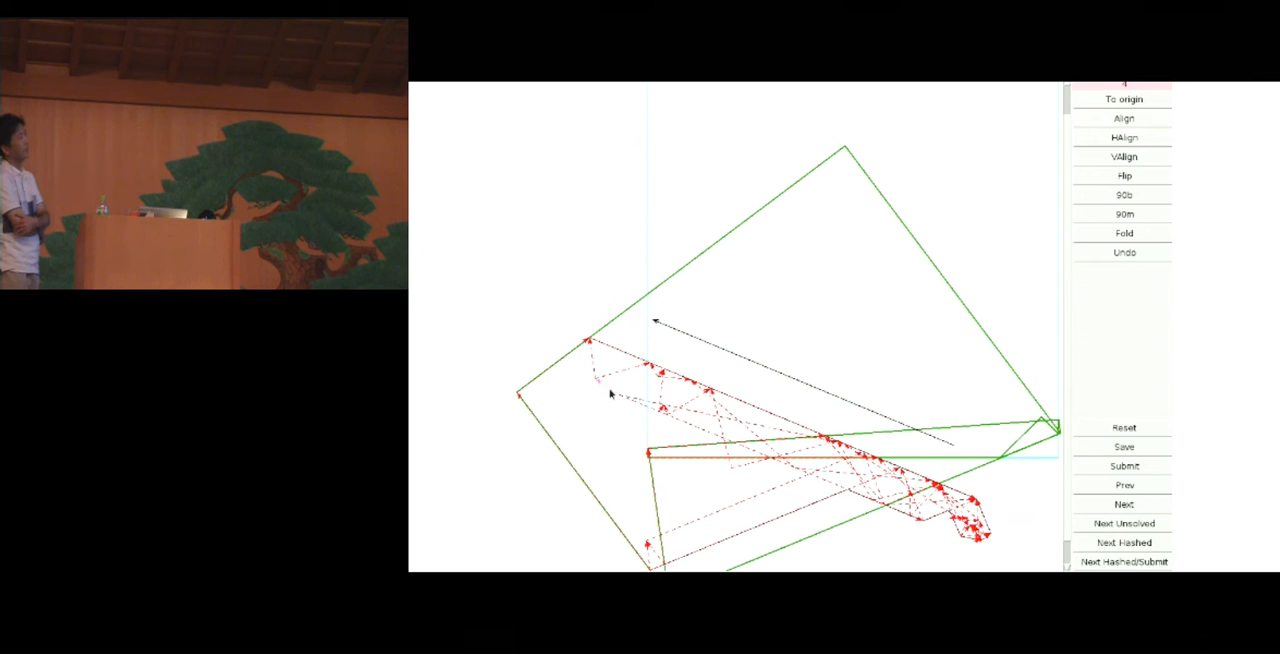 4
To origin
Align
HAlign
VAlign
Flip
90b
90m
Fold
Undo
Reset
Save
Submit
Prev
Next
Next Unsolved
Next Hashed
Next Hashed/Submit